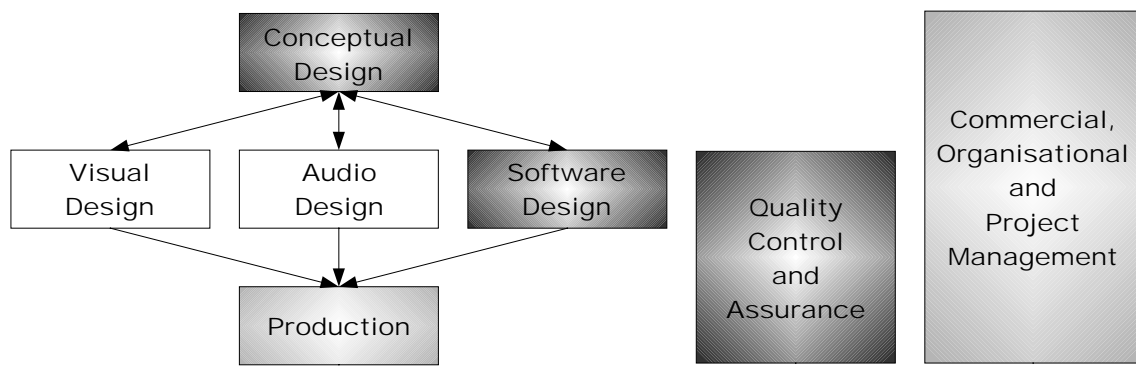 Conceptual
Design
Visual
Design
Audio
Design
Software
Design
Production
Quality
Control
and
Assurance
Commercial,
Organisational
and
Project
Management